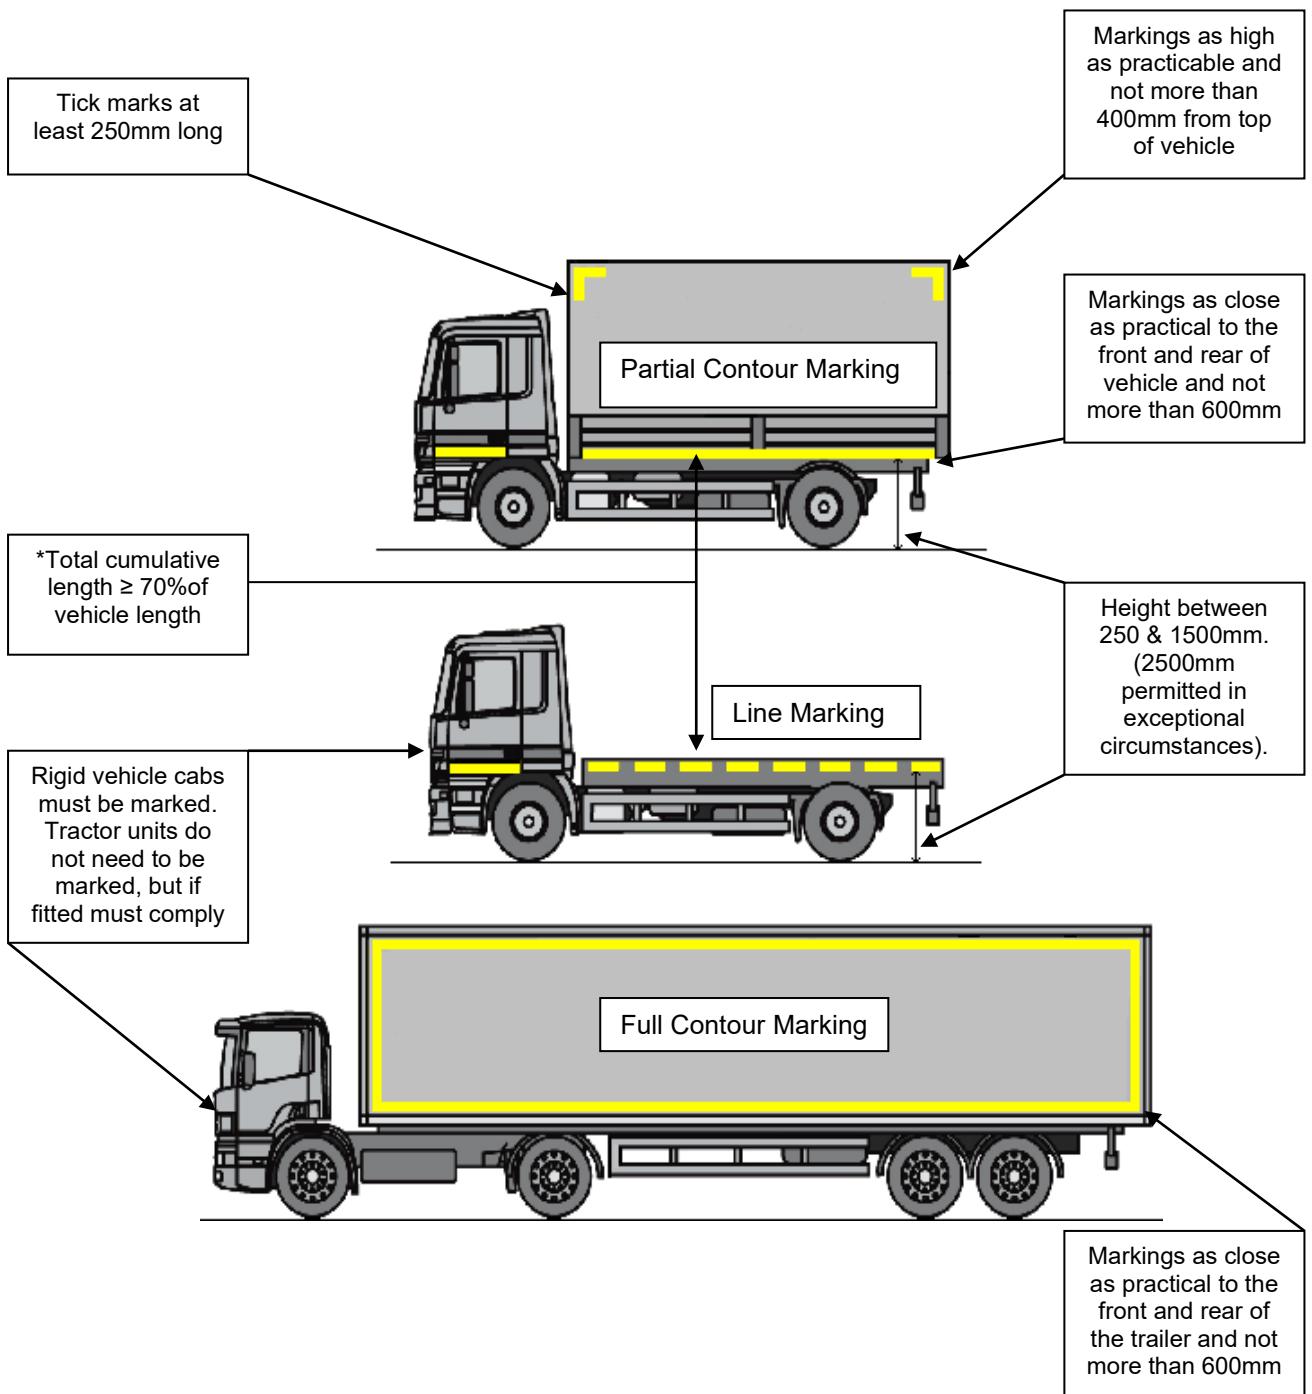 Markings as high
as practicable and
not more than
400mm from top
of vehicle
Tick marks at
least 250mm long
Markings as close
as practical to the
front and rear of
vehicle and not
more than 600mm
Partial Contour Marking
*Total cumulative
length ≥ 70%of
vehicle length
Height between
250 & 1500mm.
(2500mm
permitted in
exceptional
circumstances).
Line Marking
Rigid vehicle cabs
must be marked.
Tractor units do
not need to be
marked, but if
fitted must comply
Full Contour Marking
Markings as close
as practical to the
front and rear of
the trailer and not
more than 600mm